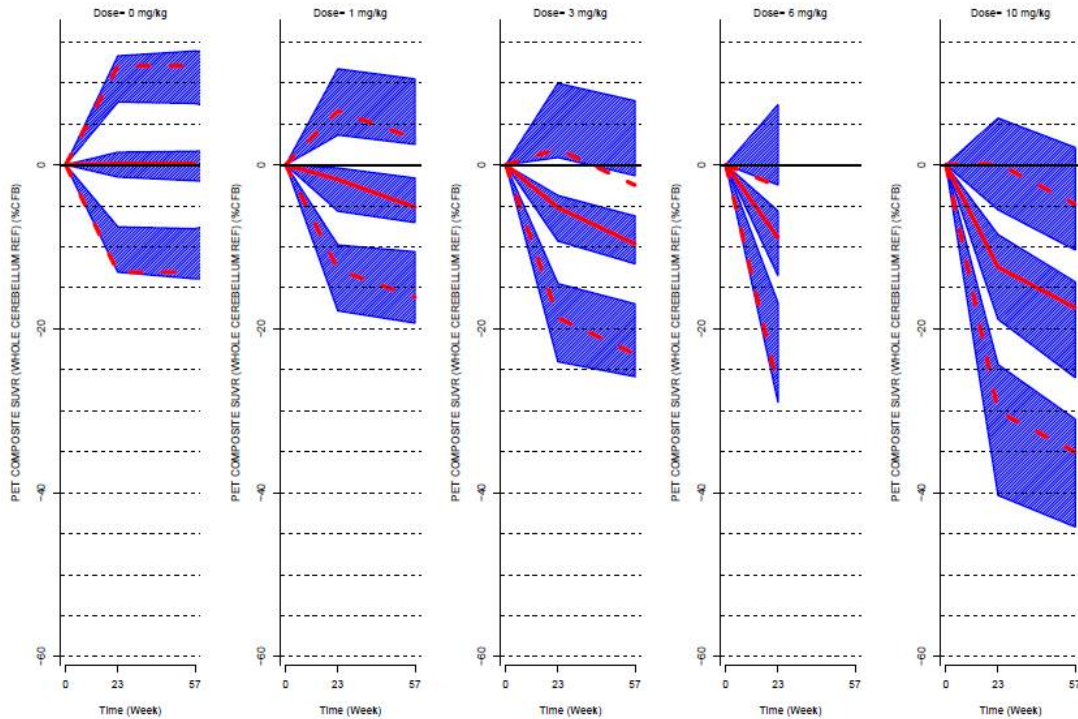 Dose= 0 mg/kg
PET COMPOSITE SUVR (WHOLE CEREBELLUM REF) (%CFB)
0
-20
-40
-60
0 23 57
Time (Week)
Dose= 1 mg/kg
PET COMPOSITE SUVR (WHOLE CEREBELLUM REF) (%CFB)
0
-20
-40
-60
0 23 57
Time (Week)
Dose= 3 mg/kg
PET COMPOSITE SUVR (WHOLE CEREBELLUM REF) (%CFB)
0
-20
-40
-60
0 23 57
Time (Week)
Dose= 6 mg/kg
PET COMPOSITE SUVR (WHOLE CEREBELLUM REF) (%CFB)
0
-20
-40
-60
0 23 57
Time (Week)
Dose= 10 mg/kg
PET COMPOSITE SUVR (WHOLE CEREBELLUM REF) (%CFB)
0
-20
-40
-60
0 23 57
Time (Week)